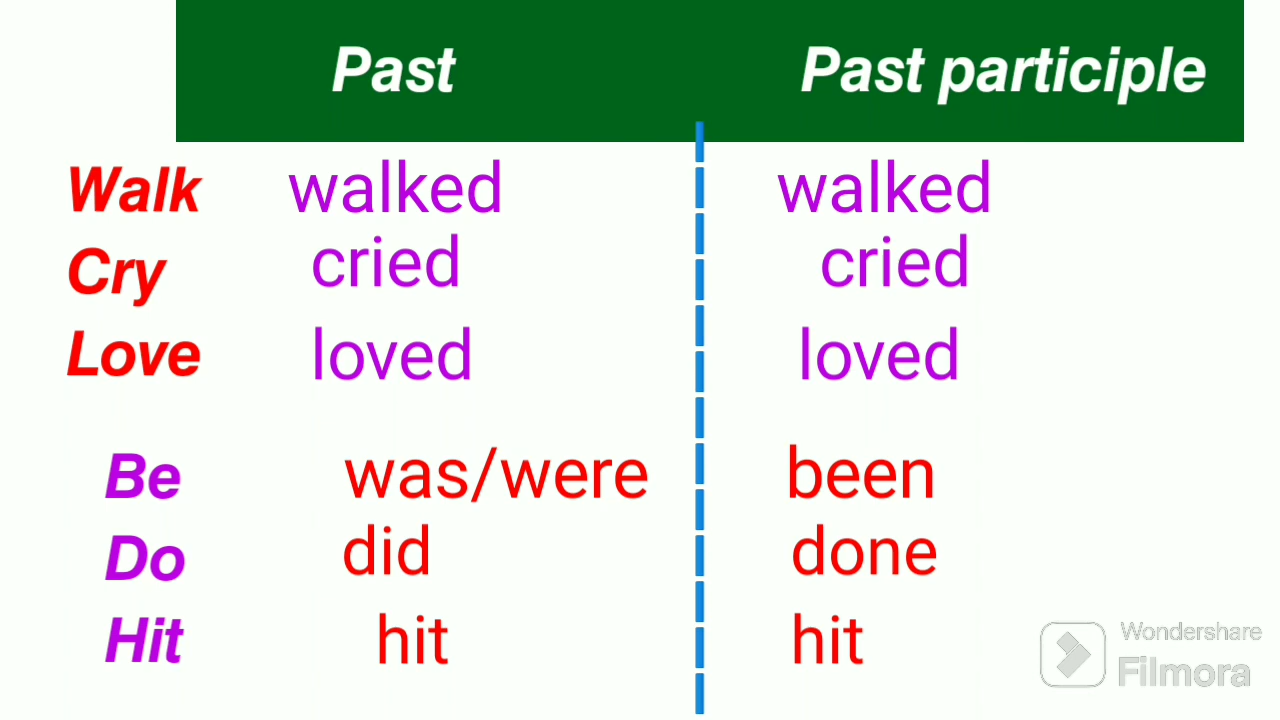 Past Past participle
Walk walked walked
Cry cried cried
Love loved loved
Be was/were been
Do did done
Hit hit hit
Wondershare
Filmora